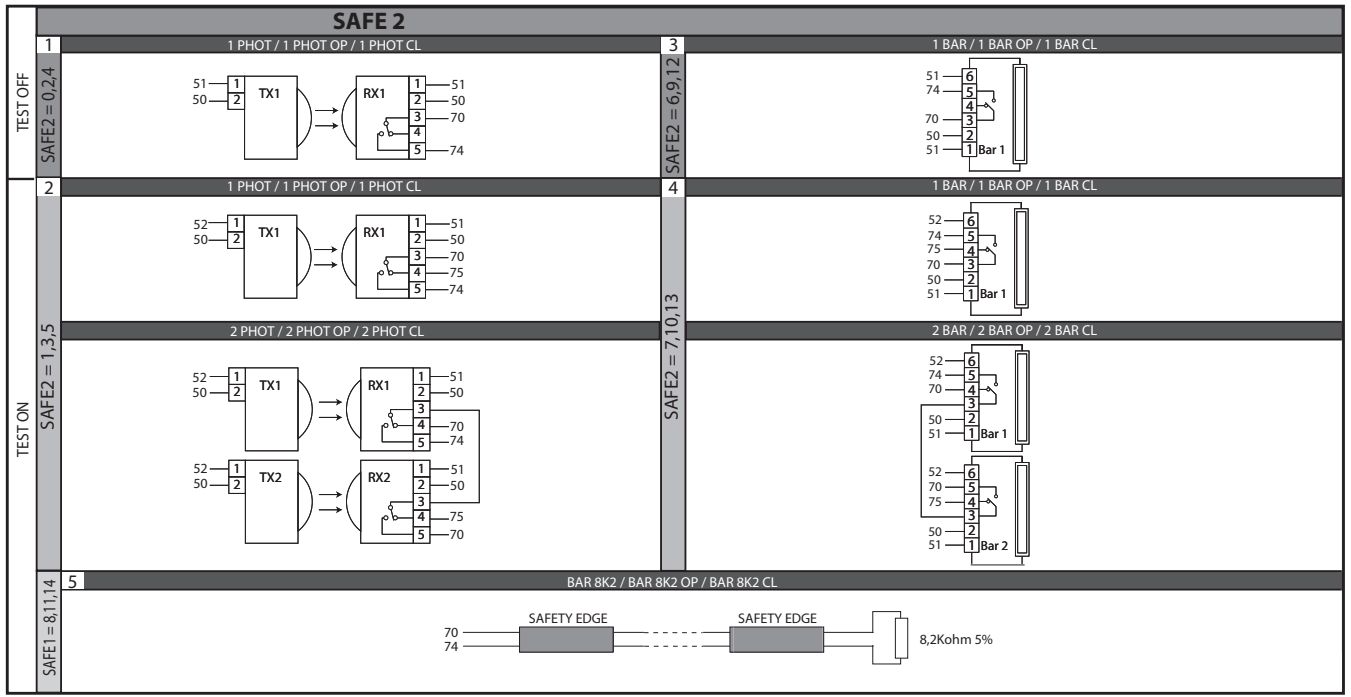 SAFE 2
TEST OFF
1
1 PHOT / 1 PHOT OP / 1 PHOT CL
SAFE2 = 0,2,4
51 1 TX1
50 2
RX1 1 51
2 50
3 70
4
5 74
3
1 BAR / 1 BAR OP / 1 BAR CL
SAFE2 = 6,9,12
51 6
74 5
4
70 3
50 2
51 1 Bar 1
TEST ON
2
1 PHOT / 1 PHOT OP / 1 PHOT CL
SAFE2 = 1,3,5
52 1 TX1
50 2
RX1 1 51
2 50
3 70
4 75
5 74
2 PHOT / 2 PHOT OP / 2 PHOT CL
52 1 TX1
50 2
RX1 1 51
2 50
3
4 70
5 74
52 1 TX2
50 2
RX2 1 51
2 50
3
4 75
5 70
4
1 BAR / 1 BAR OP / 1 BAR CL
SAFE2 = 7,10,13
52 6
74 5
75 4
70 3
50 2
51 1 Bar 1
2 BAR / 2 BAR OP / 2 BAR CL
52 6
74 5
70 4
3
50 2
51 1 Bar 1
52 6
70 5
75 4
3
50 2
51 1 Bar 2
SAFE1 = 8,11,14
5
BAR 8K2 / BAR 8K2 OP / BAR 8K2 CL
SAFETY EDGE SAFETY EDGE
70
74
8,2Kohm 5%